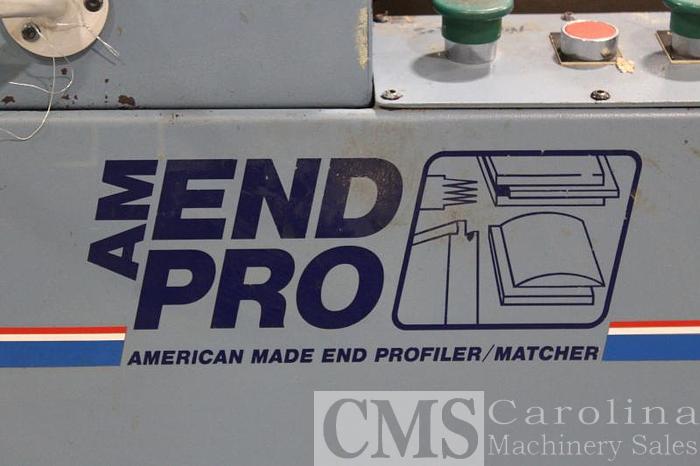 AM
END
PRO
AMERICAN MADE END PROFILER/MATCHER
CMS Carolina
Machinery Sales